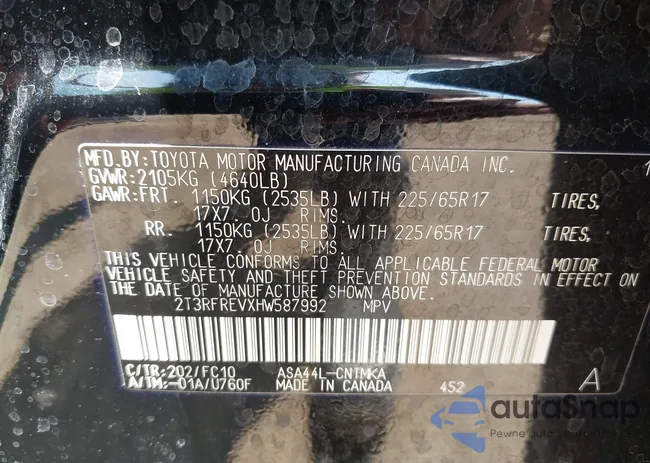 MFD.BY:TOYOTA MOTOR MANUFACTURING CANADA INC. 1
GVWR:2105KG (4640LB)
GAWR:FRT. 1150KG (2535LB) WITH 225/65R17 TIRES,
17X7.0J RIMS.
RR. 1150KG (2535LB) WITH 225/65R17 TIRES,
17X7.0J RIMS.
THIS VEHICLE CONFORMS TO ALL APPLICABLE FEDERAL MOTOR
VEHICLE SAFETY AND THEFT PREVENTION STANDARDS IN EFFECT ON
THE DATE OF MANUFACTURE SHOWN ABOVE.
2T3RFREVXHW587992 MPV
C/TR:202/FC10 ASA44L-CNTMKA
A/TM:-01A/U760F MADE IN CANADA 452 A
autoSnap
Pewne auto